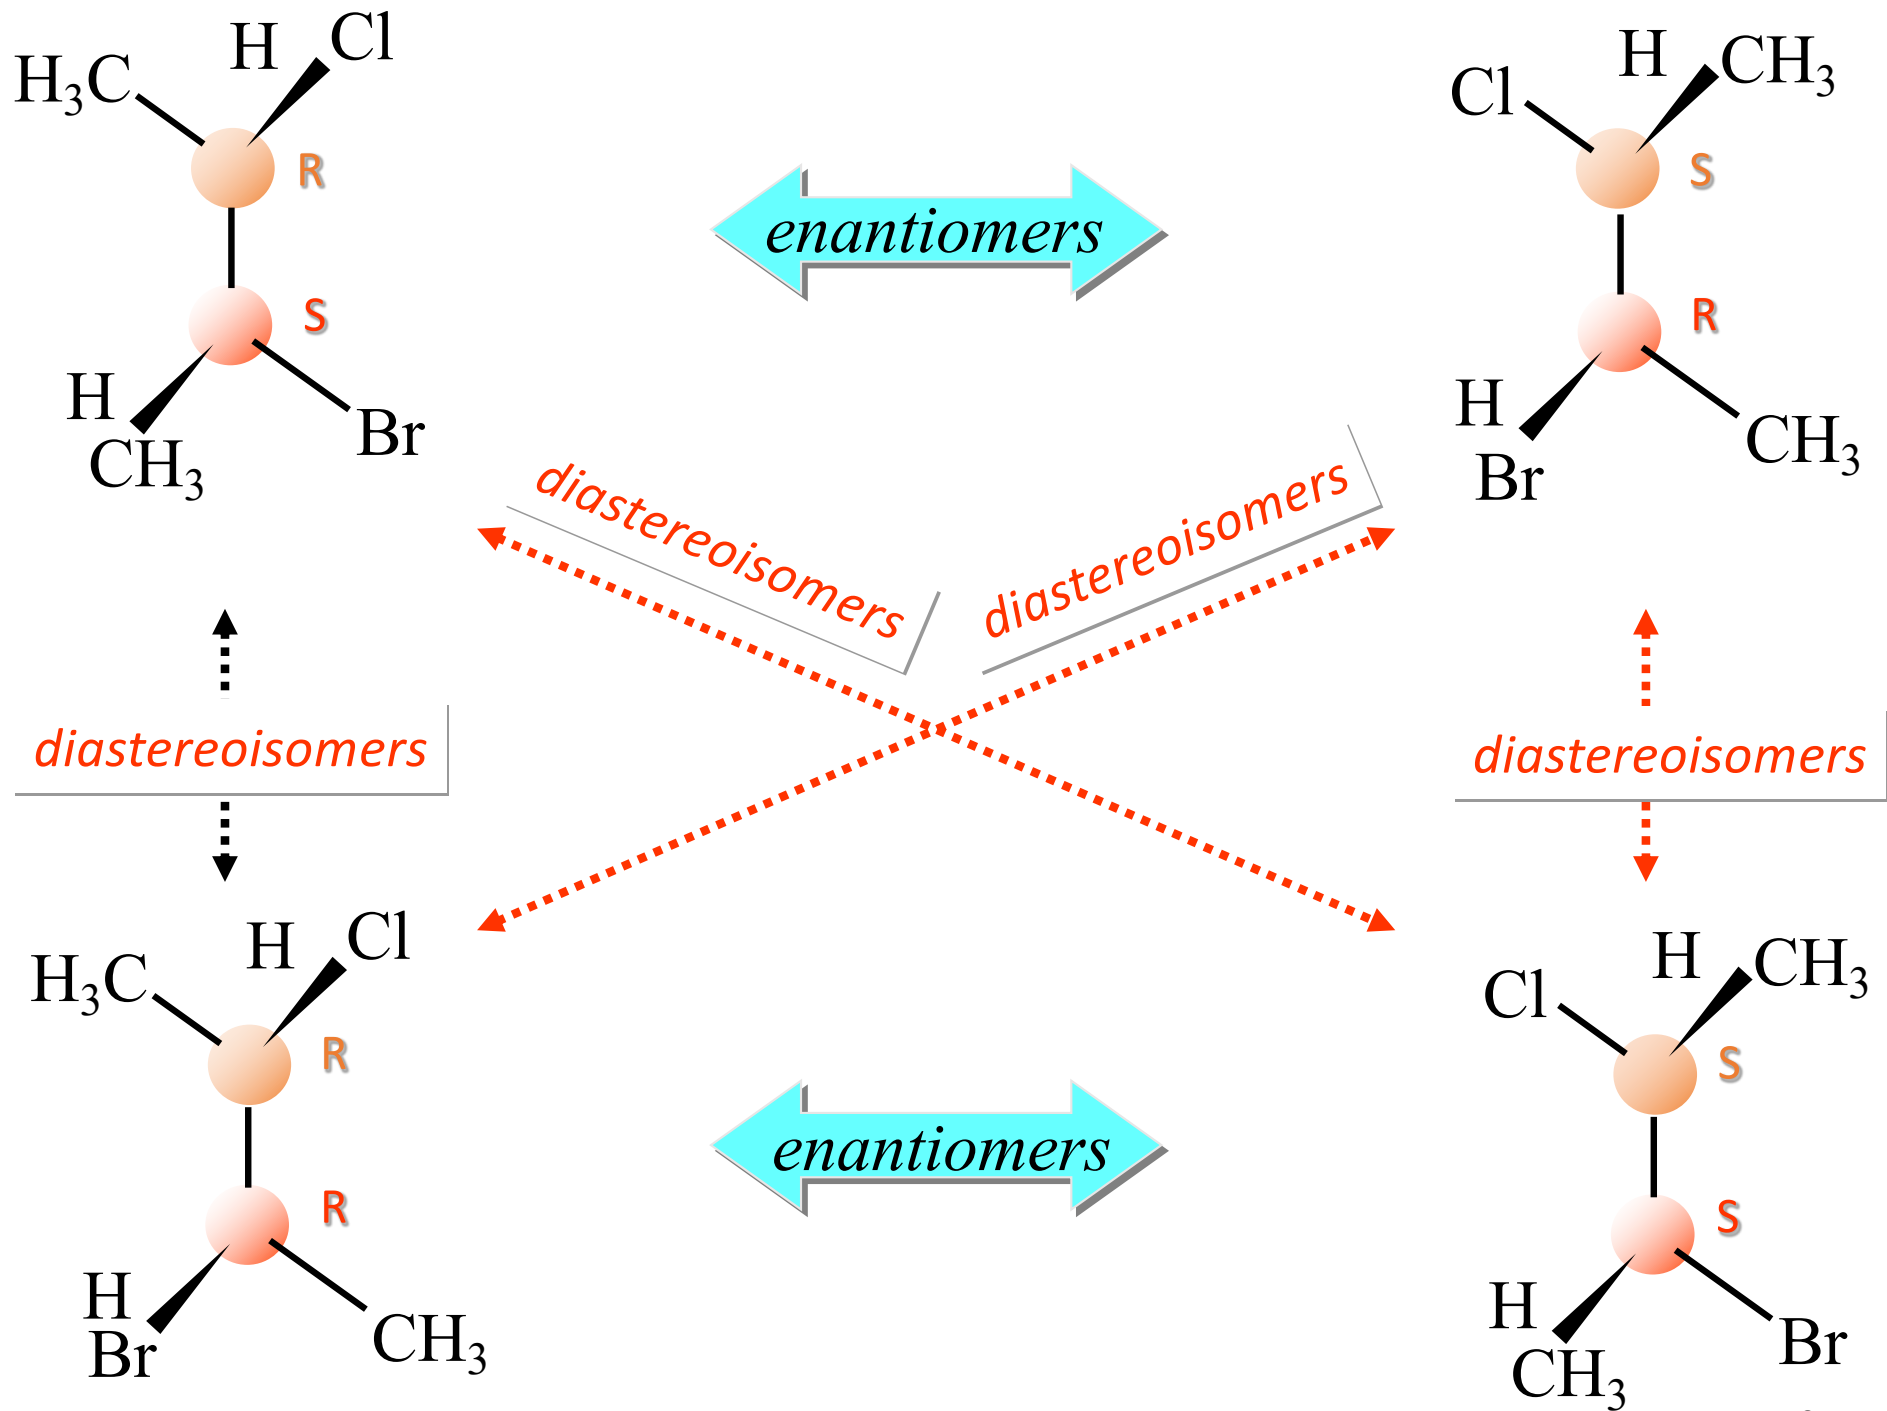 H Cl
H₃C
R
S
H
CH₃
Br
enantiomers
H CH₃
Cl
S
R
H
Br
CH₃
diastereoisomers
diastereoisomers
diastereoisomers
diastereoisomers
H Cl
H₃C
R
R
H
Br
CH₃
enantiomers
H CH₃
Cl
S
S
H
CH₃
Br